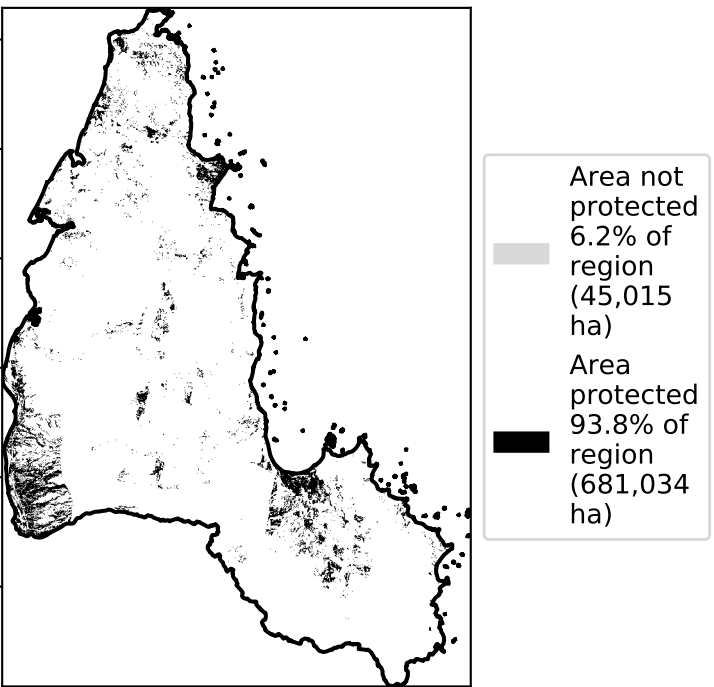 Area not
protected
6.2% of
region
(45,015
ha)
Area
protected
93.8% of
region
(681,034
ha)